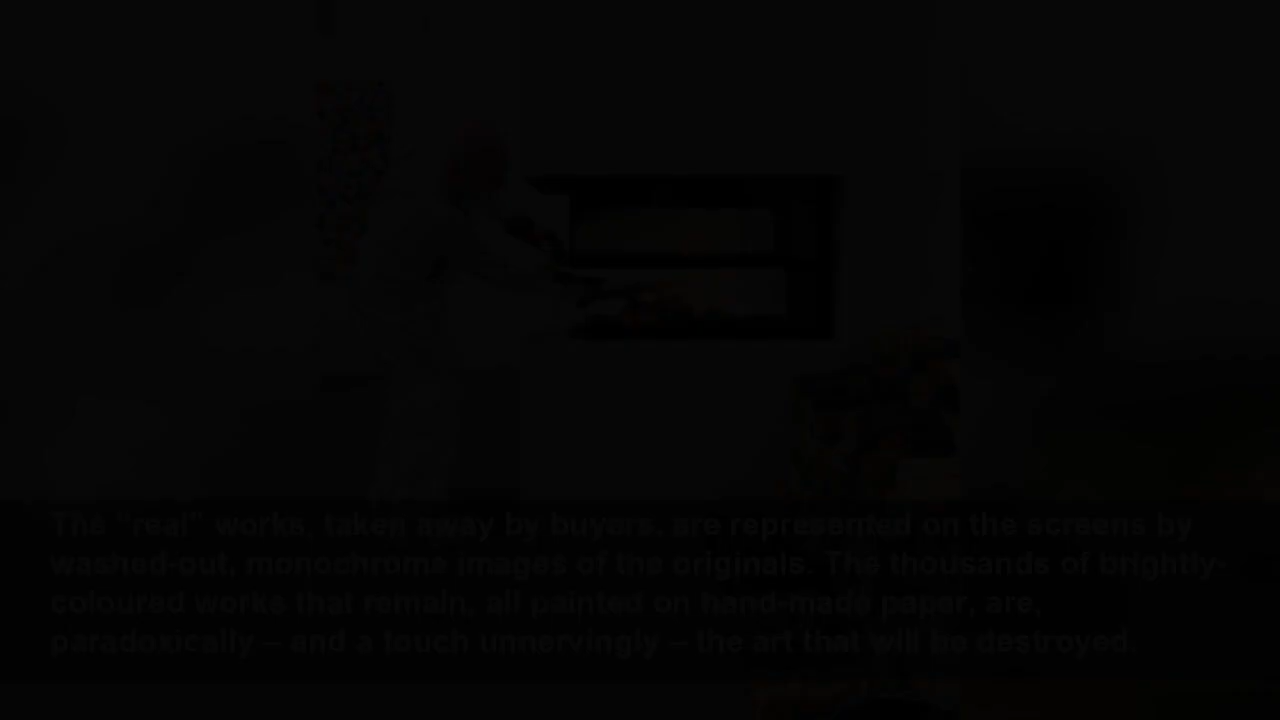 The "real" works, taken away by buyers, are represented on the screens by
washed-out, monochrome images of the originals. The thousands of brightly-
coloured works that remain, all painted on hand-made paper, are,
paradoxically – and a touch unnervingly – the art that will be destroyed.